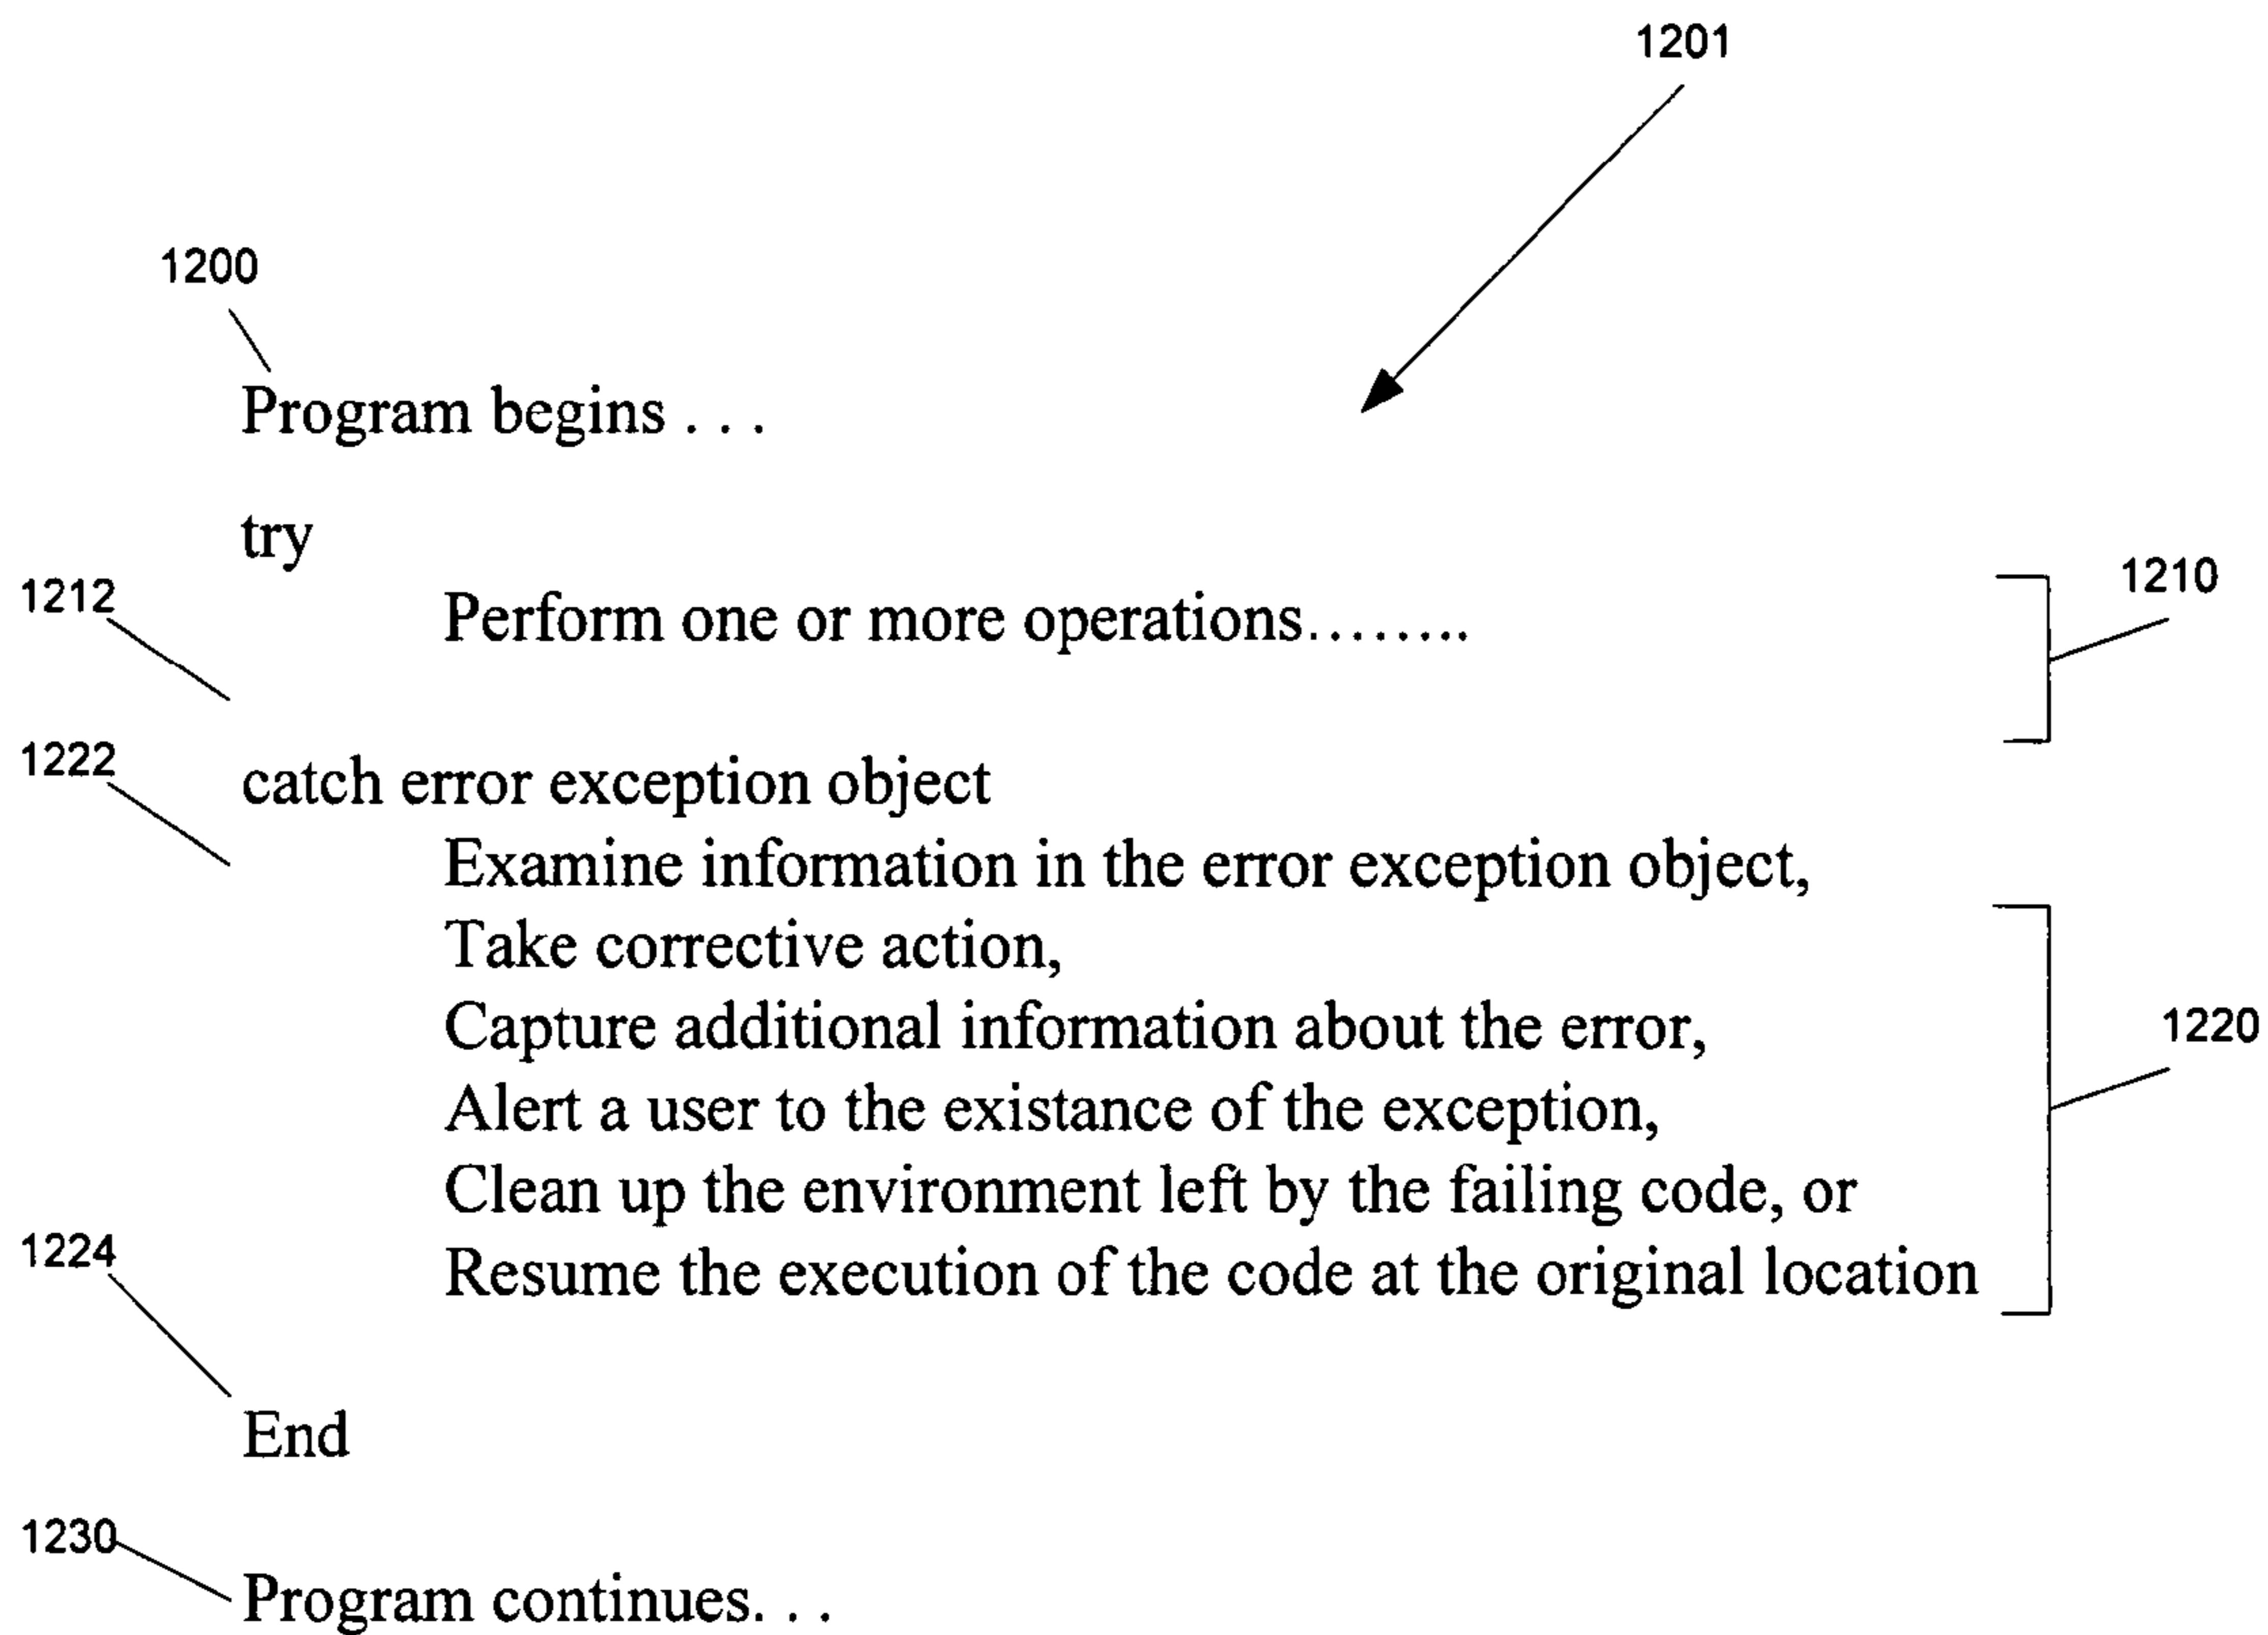 1201
1200
Program begins . . .
try
1212
1210
Perform one or more operations........
1222
catch error exception object
Examine information in the error exception object,
Take corrective action,
Capture additional information about the error,
1220
Alert a user to the existance of the exception,
Clean up the environment left by the failing code, or
1224
Resume the execution of the code at the original location
End
1230
Program continues. . .